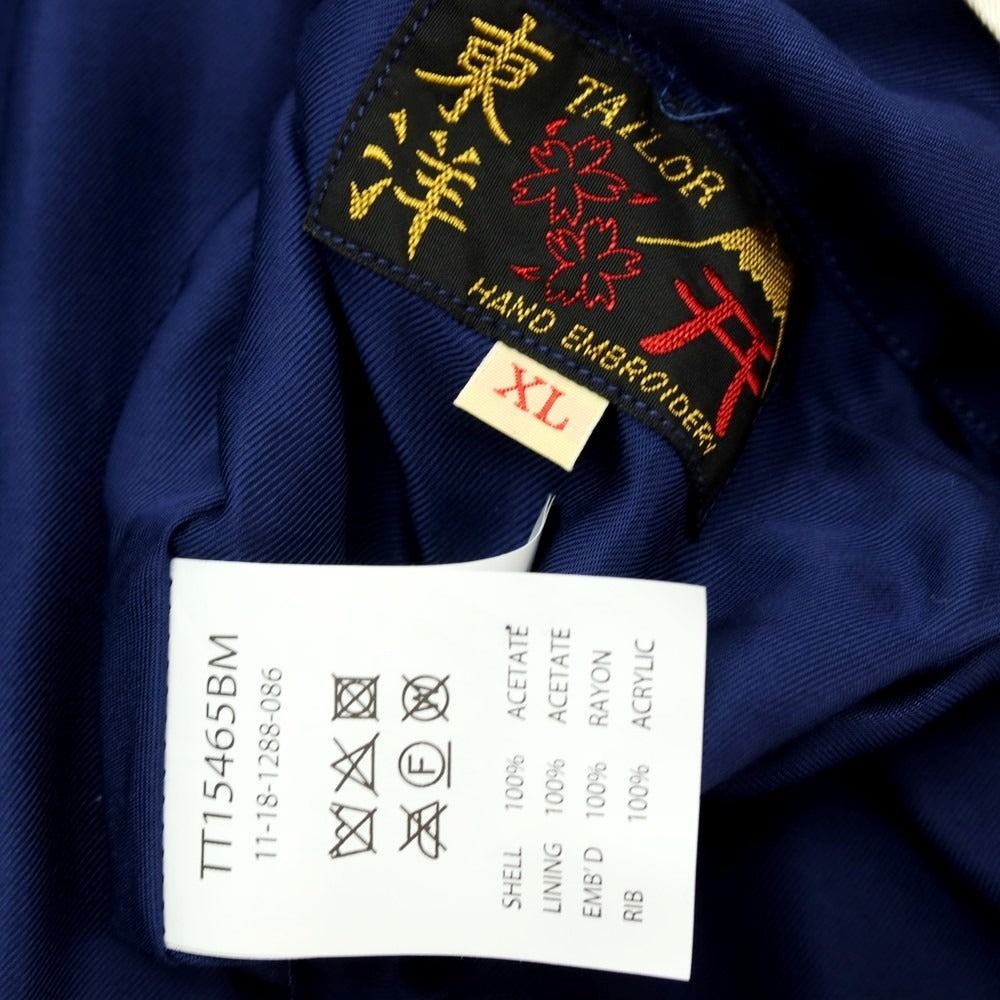 東洋
TAILOR
HAND EMBROIDERY
XL
TT15465BM
11-18-1288-086
W
F
SHELL 100% ACETATE
LINING 100% ACETATE
EMB'D 100% RAYON
RIB 100% ACRYLIC